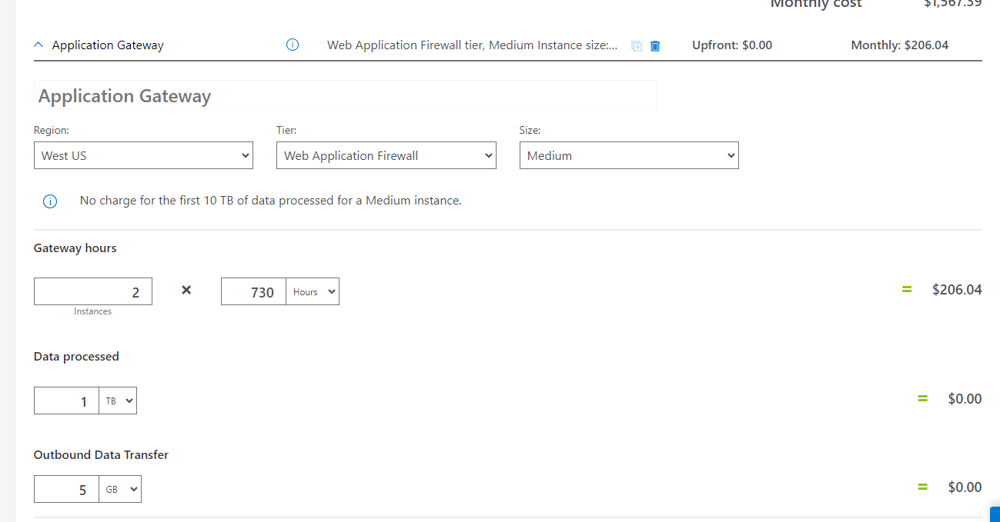 Monthly cost $1,567.39
Application Gateway Web Application Firewall tier, Medium Instance size:... Upfront: $0.00 Monthly: $206.04
Application Gateway
Region: Tier: Size:
West US Web Application Firewall Medium
No charge for the first 10 TB of data processed for a Medium instance.
Gateway hours
2 × 730 Hours = $206.04
Instances
Data processed
1 TB = $0.00
Outbound Data Transfer
5 GB = $0.00